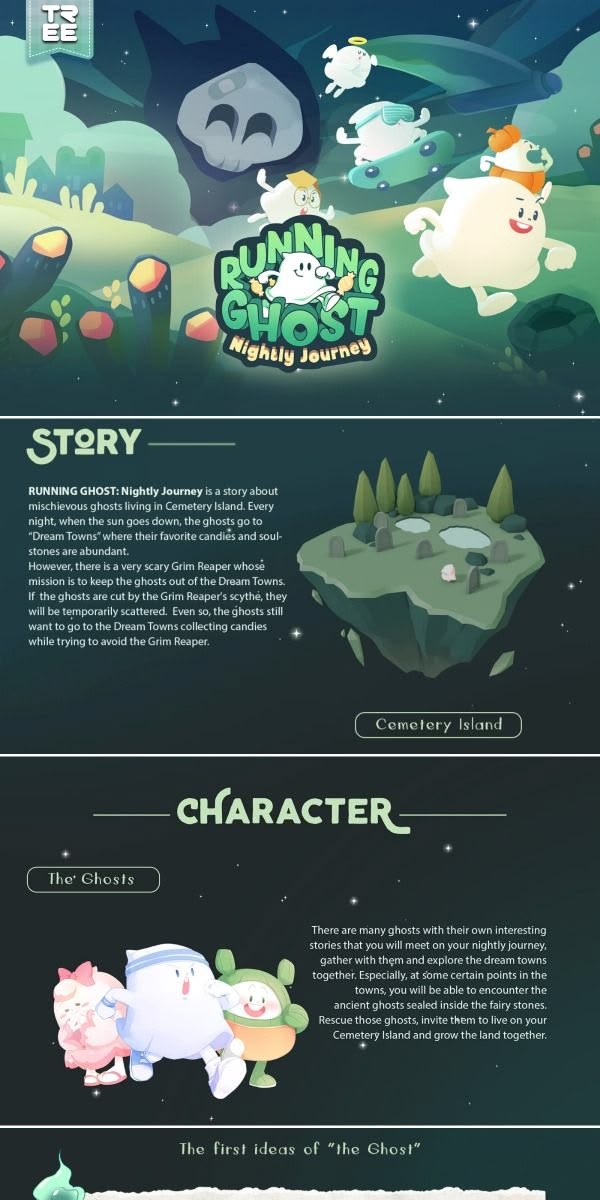 TR
EE
RUNNING
GHOST
Nightly Journey
STORY
RUNNING GHOST: Nightly Journey is a story about
mischievous ghosts living in Cemetery Island. Every
night, when the sun goes down, the ghosts go to
“Dream Towns” where their favorite candies and soul-
stones are abundant.
However, there is a very scary Grim Reaper whose
mission is to keep the ghosts out of the Dream Towns.
If the ghosts are cut by the Grim Reaper's scythe, they
will be temporarily scattered. Even so, the ghosts still
want to go to the Dream Towns collecting candies
while trying to avoid the Grim Reaper.
Cemetery Island
CHARACTER
The Ghosts
There are many ghosts with their own interesting
stories that you will meet on your nightly journey,
gather with them and explore the dream towns
together. Especially, at some certain points in the
towns, you will be able to encounter the
ancient ghosts sealed inside the fairy stones.
Rescue those ghosts, invite them to live on your
Cemetery Island and grow the land together.
The first ideas of "the Ghost"